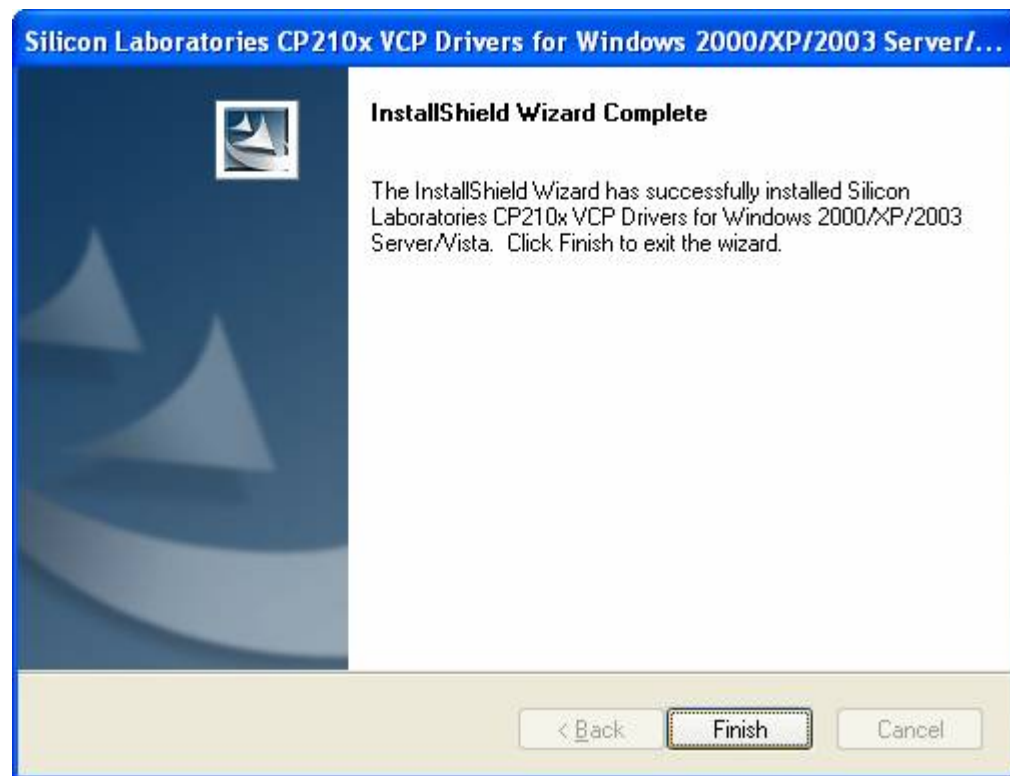 Silicon Laboratories CP210x VCP Drivers for Windows 2000/XP/2003 Server/...
InstallShield Wizard Complete
The InstallShield Wizard has successfully installed Silicon
Laboratories CP210x VCP Drivers for Windows 2000/XP/2003
Server/Vista.  Click Finish to exit the wizard.
< Back
Finish
Cancel